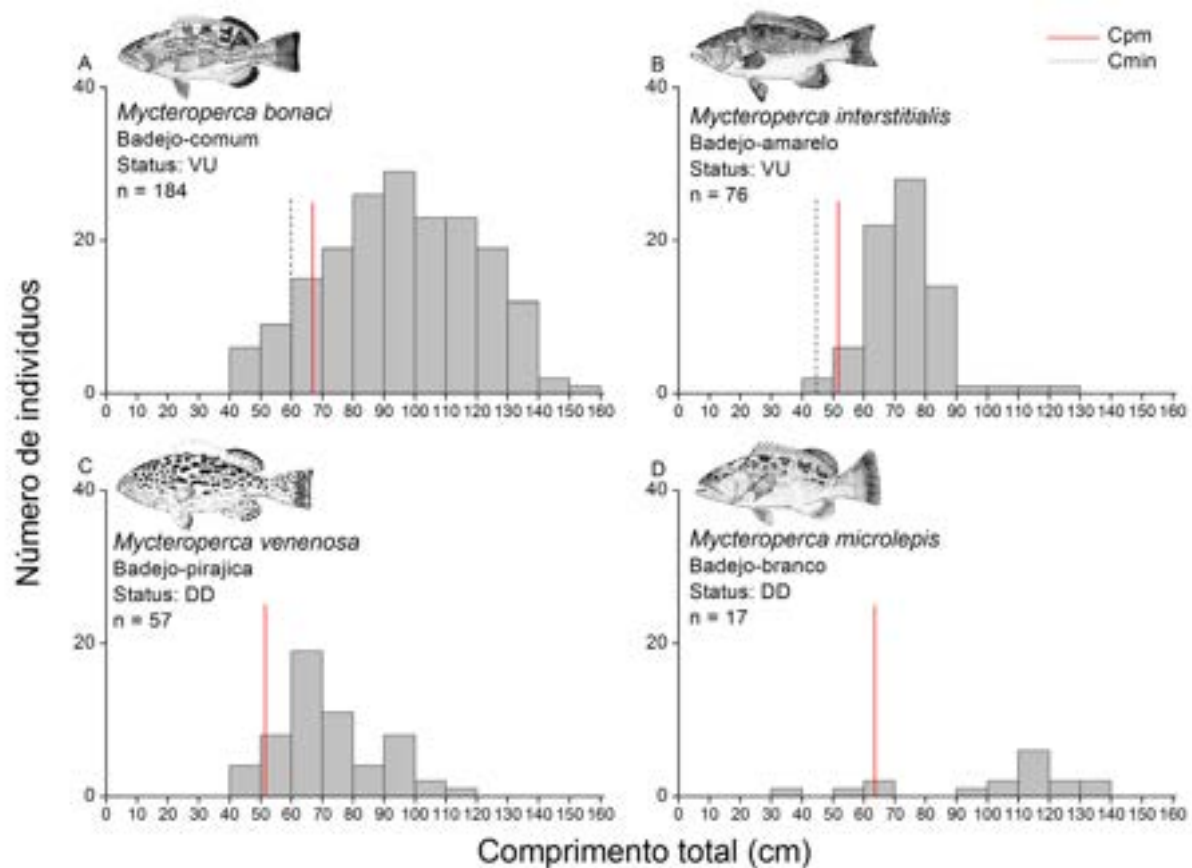 Cpm
Cmin
A
40
Mycteroperca bonaci
Badejo-comum
Status: VU
n = 184
20
0
0 10 20 30 40 50 60 70 80 90 100 110 120 130 140 150 160
B
40
Mycteroperca interstitialis
Badejo-amarelo
Status: VU
n = 76
20
0
0 10 20 30 40 50 60 70 80 90 100 110 120 130 140 150 160
C
40
Mycteroperca venenosa
Badejo-pirajica
Status: DD
n = 57
20
0
0 10 20 30 40 50 60 70 80 90 100 110 120 130 140 150 160
D
40
Mycteroperca microlepis
Badejo-branco
Status: DD
n = 17
20
0
0 10 20 30 40 50 60 70 80 90 100 110 120 130 140 150 160
Número de individuos
Comprimento total (cm)